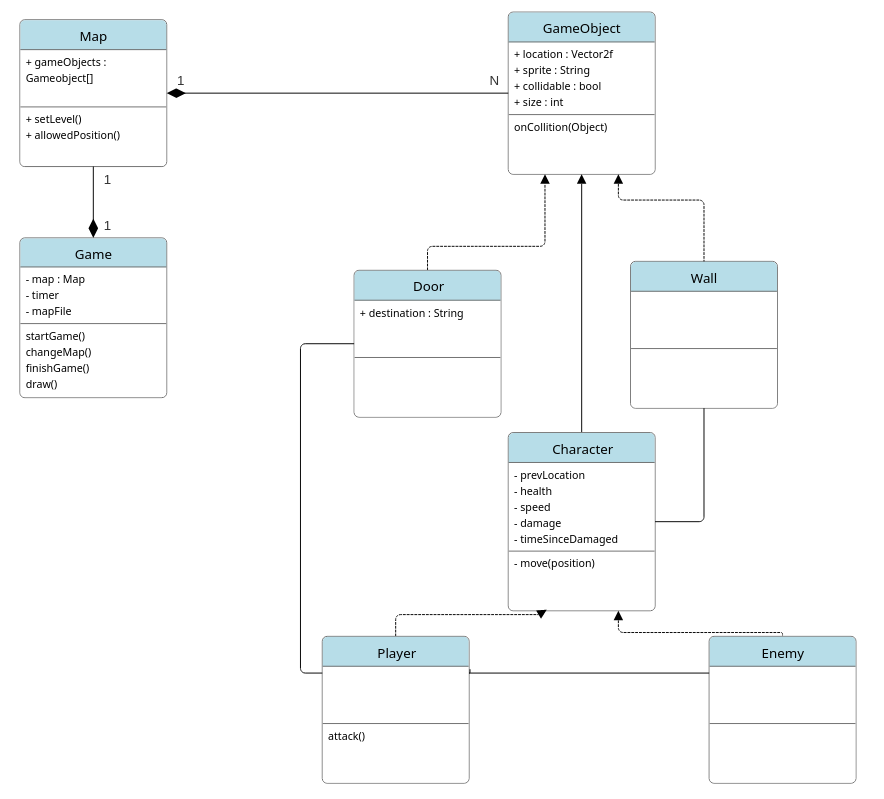 Map
+ gameObjects :
Gameobject[]
+ setLevel()
+ allowedPosition()
1
N
GameObject
+ location : Vector2f
+ sprite : String
+ collidable : bool
+ size : int
onCollition(Object)
1
1
Game
- map : Map
- timer
- mapFile
startGame()
changeMap()
finishGame()
draw()
Door
+ destination : String
Wall
Character
- prevLocation
- health
- speed
- damage
- timeSinceDamaged
- move(position)
Player
attack()
Enemy